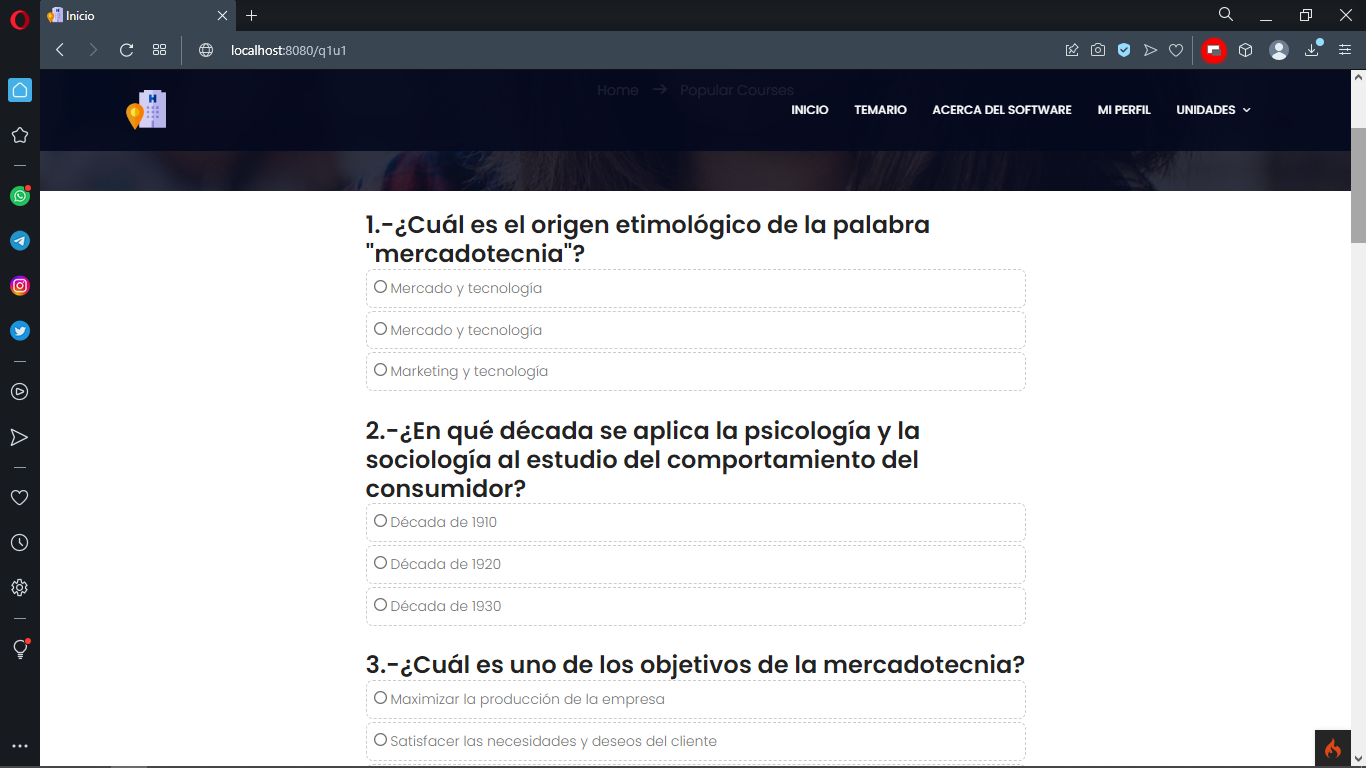 Inicio
localhost:8080/q1u1
Home → Popular Courses
H
INICIO TEMARIO ACERCA DEL SOFTWARE MI PERFIL UNIDADES
1.-¿Cuál es el origen etimológico de la palabra
"mercadotecnia"?
Mercado y tecnología
Mercado y tecnología
Marketing y tecnología
2.-¿En qué década se aplica la psicología y la
sociología al estudio del comportamiento del
consumidor?
Década de 1910
Década de 1920
Década de 1930
3.-¿Cuál es uno de los objetivos de la mercadotecnia?
Maximizar la producción de la empresa
Satisfacer las necesidades y deseos del cliente